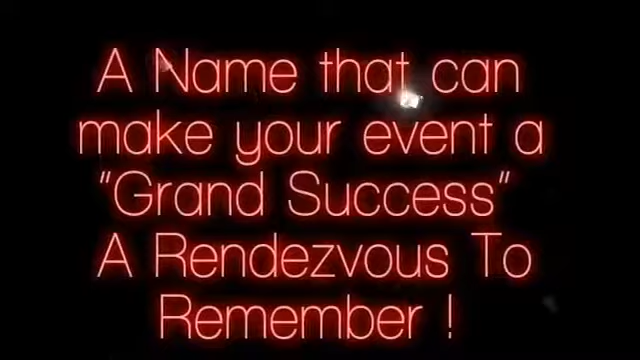 A Name that can
make your event a
"Grand Success"
A Rendezvous To
Remember !